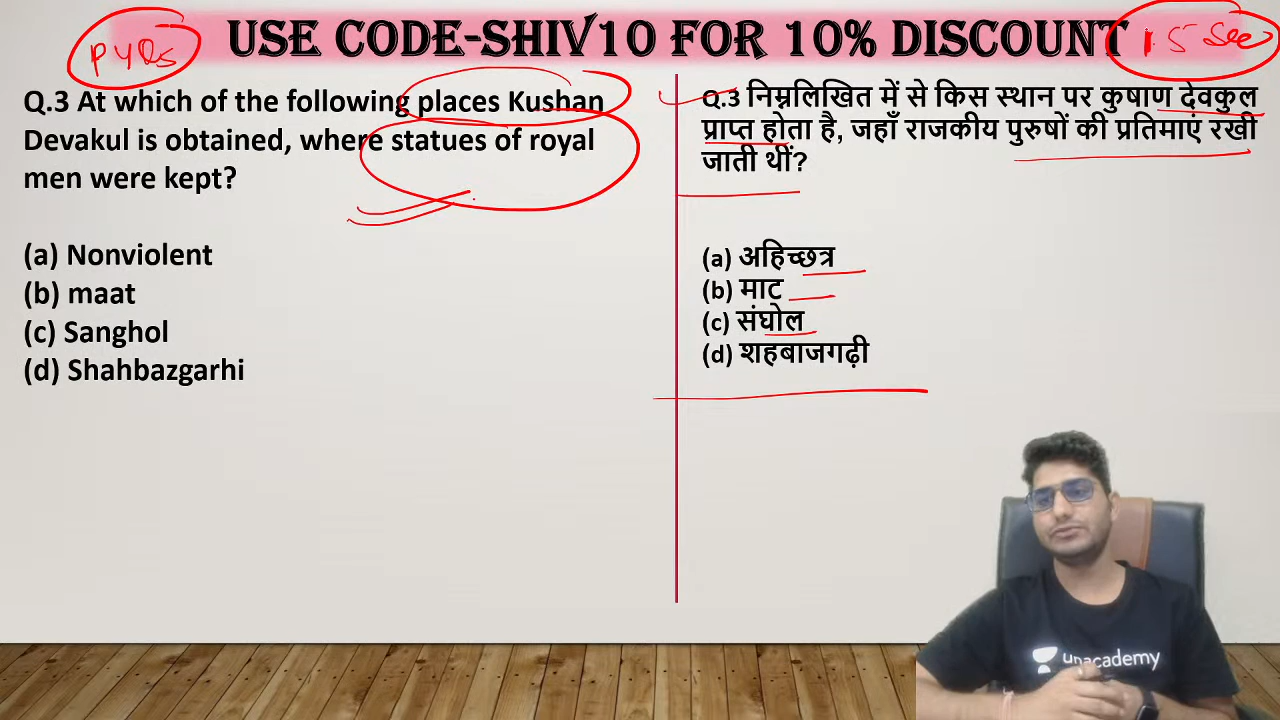 PYQs
USE CODE-SHIV10 FOR 10% DISCOUNT
15 Sec
Q.3 At which of the following places Kushan
Devakul is obtained, where statues of royal
men were kept?
(a) Nonviolent
(b) maat
(c) Sanghol
(d) Shahbazgarhi
Q.3 निम्नलिखित में से किस स्थान पर कुषाण देवकुल
प्राप्त होता है, जहाँ राजकीय पुरुषों की प्रतिमाएं रखी
जाती थीं?
(a) अहिच्छत्र
(b) माट
(c) संघोल
(d) शहबाजगढ़ी
unacademy